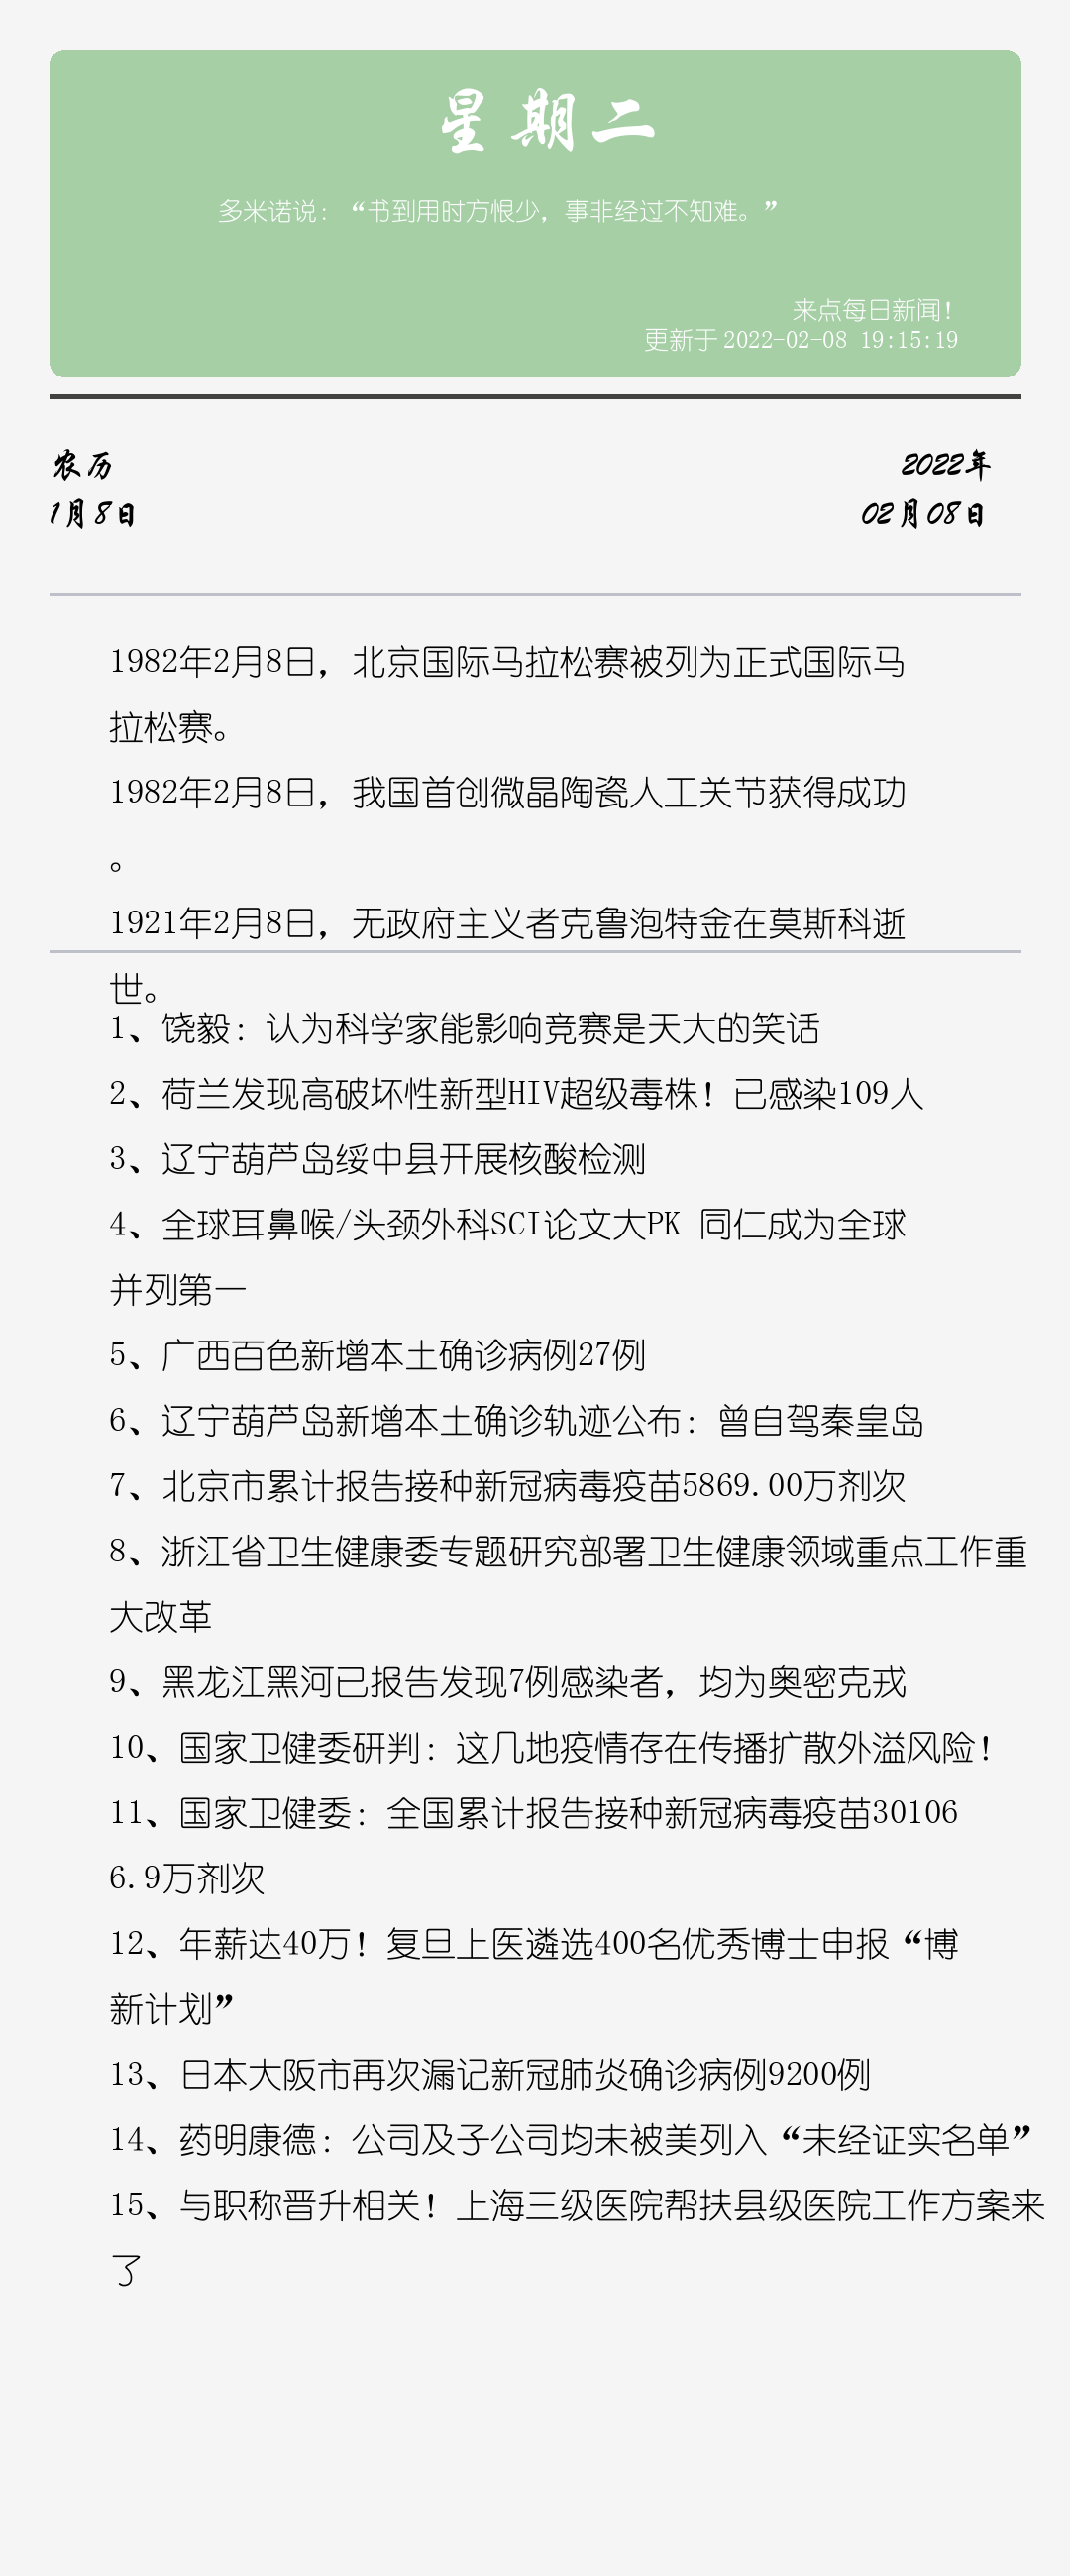 星期二
多米诺说：“书到用时方恨少，事非经过不知难。”
来点每日新闻！
更新于 2022-02-08 19:15:19
农历
2022年
1月8日
02月08日
1982年2月8日，北京国际马拉松赛被列为正式国际马
拉松赛。
1982年2月8日，我国首创微晶陶瓷人工关节获得成功
。
1921年2月8日，无政府主义者克鲁泡特金在莫斯科逝
世。
1、饶毅：认为科学家能影响竞赛是天大的笑话
2、荷兰发现高破坏性新型HIV超级毒株！已感染109人
3、辽宁葫芦岛绥中县开展核酸检测
4、全球耳鼻喉/头颈外科SCI论文大PK 同仁成为全球
并列第一
5、广西百色新增本土确诊病例27例
6、辽宁葫芦岛新增本土确诊轨迹公布：曾自驾秦皇岛
7、北京市累计报告接种新冠病毒疫苗5869.00万剂次
8、浙江省卫生健康委专题研究部署卫生健康领域重点工作重
大改革
9、黑龙江黑河已报告发现7例感染者，均为奥密克戎
10、国家卫健委研判：这几地疫情存在传播扩散外溢风险！
11、国家卫健委：全国累计报告接种新冠病毒疫苗30106
6.9万剂次
12、年薪达40万！复旦上医遴选400名优秀博士申报“博
新计划”
13、日本大阪市再次漏记新冠肺炎确诊病例9200例
14、药明康德：公司及子公司均未被美列入“未经证实名单”
15、与职称晋升相关！上海三级医院帮扶县级医院工作方案来
了